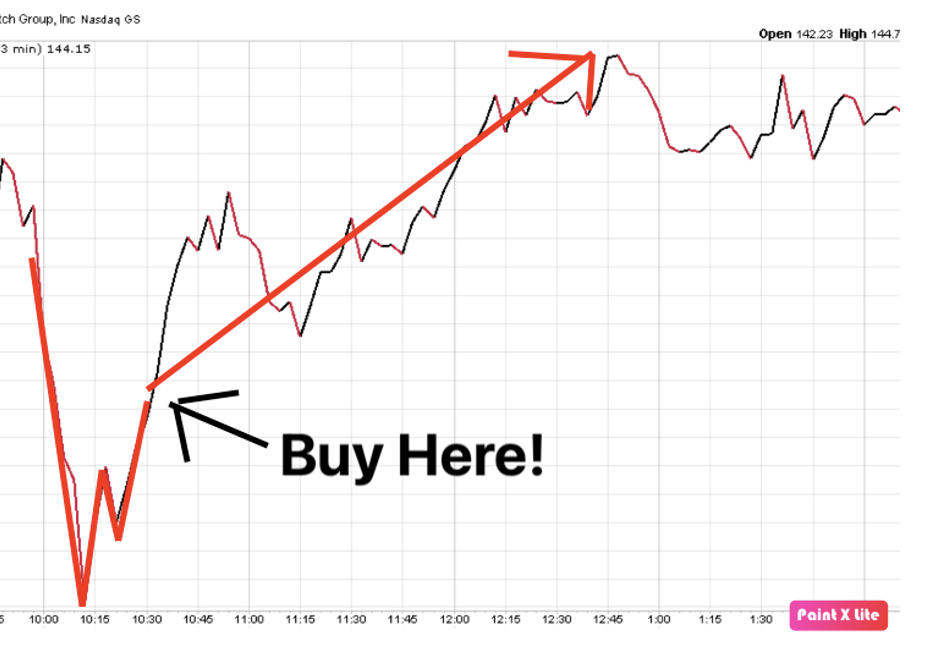 tch Group, Inc Nasdaq GS
Open 142.23 High 144.7
3 min) 144.15
Buy Here!
5 10:00 10:15 10:30 10:45 11:00 11:15 11:30 11:45 12:00 12:15 12:30 12:45 1:00 1:15 1:30
Paint X Lite